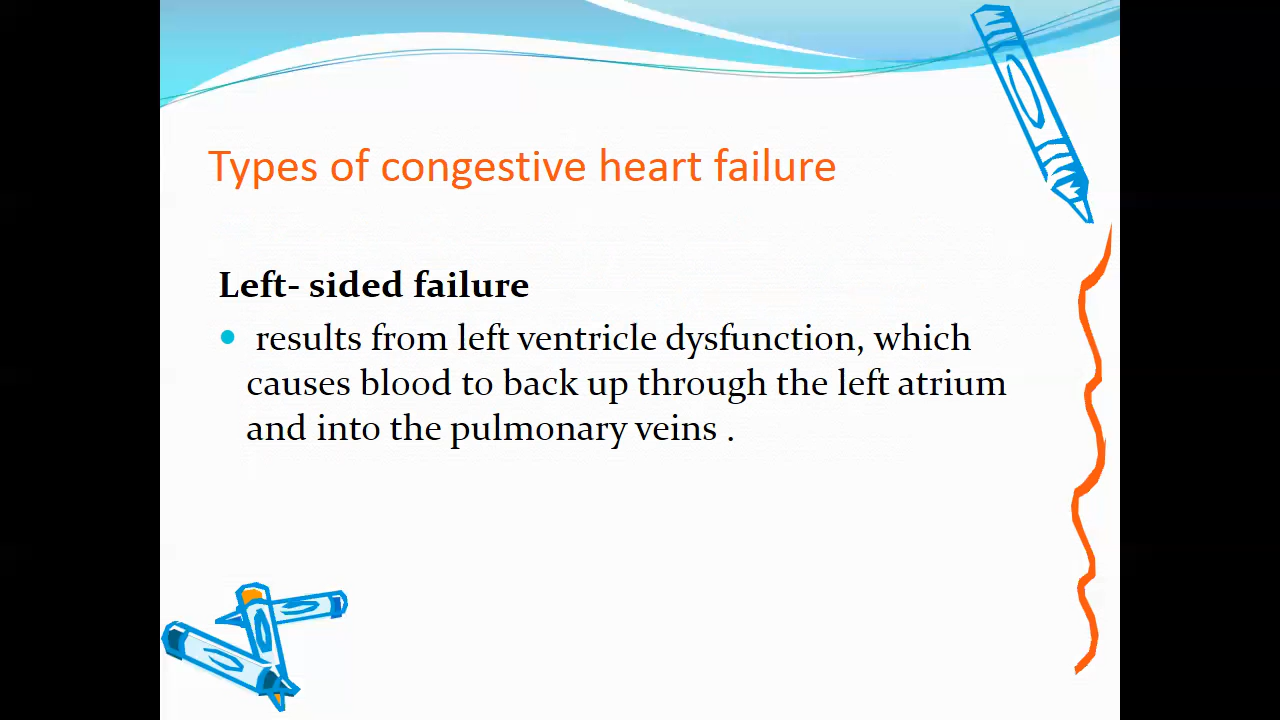 Types of congestive heart failure
Left- sided failure
• results from left ventricle dysfunction, which
causes blood to back up through the left atrium
and into the pulmonary veins .